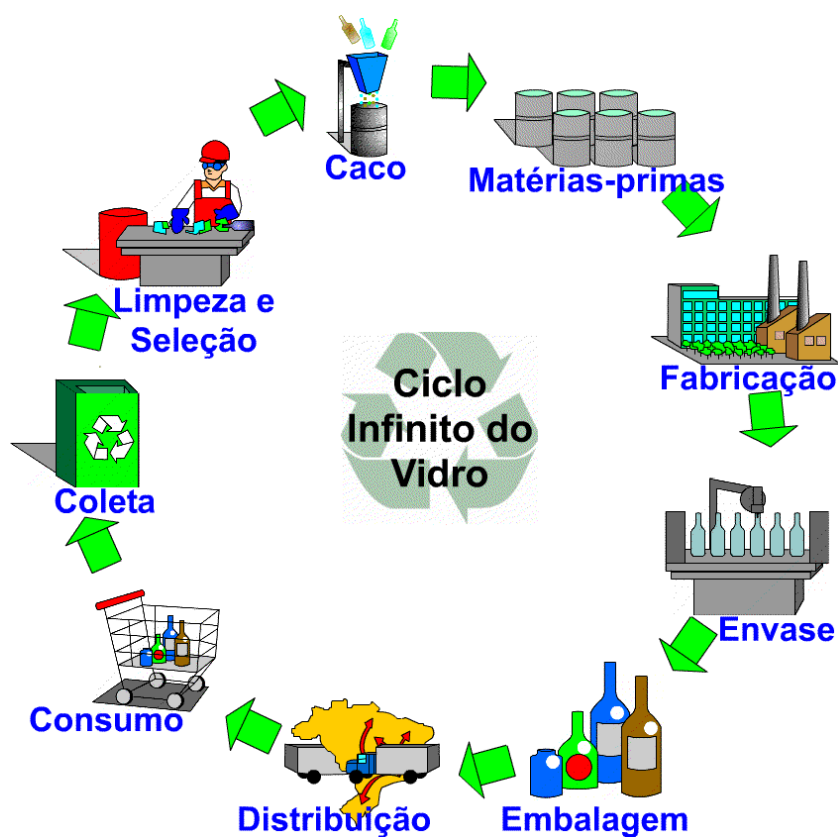 Ciclo
Infinito do
Vidro
Caco
Matérias-primas
Fabricação
Envase
Embalagem
Distribuição
Consumo
Coleta
Limpeza e
Seleção